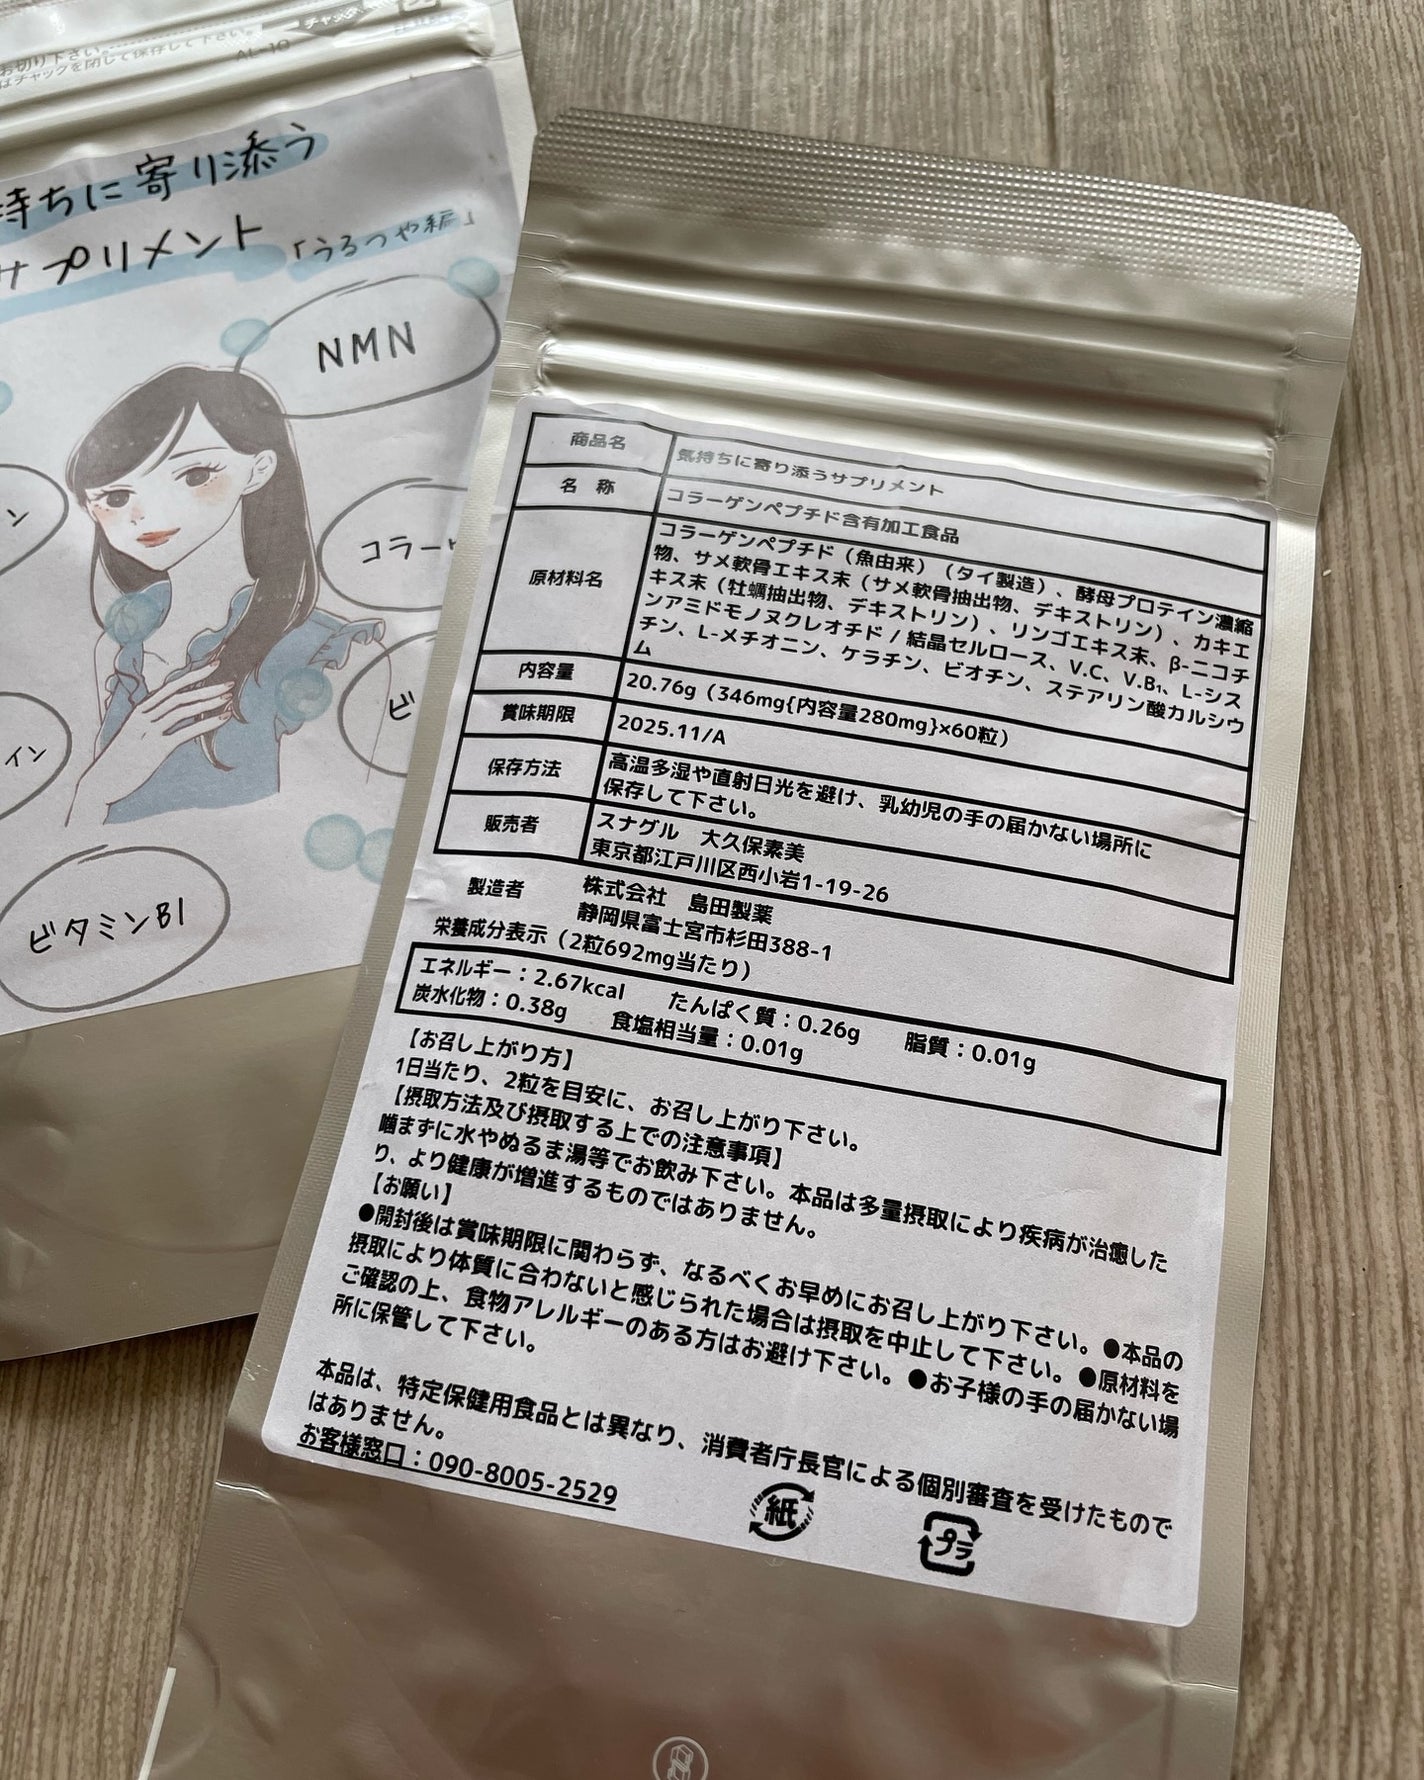 お切り下さい。
はチャックを閉じて保存して下さい。
AL-10
チャック
持ちに寄り添う
サプリメント
「うるつや編」
NMN
ン
コラー
ビ
イン
ビタミンB1
商品名 気持ちに寄り添うサプリメント
名 称 コラーゲンペプチド含有加工食品
原材料名 コラーゲンペプチド（魚由来）（タイ製造）、酵母プロテイン濃縮
物、サメ軟骨エキス末（サメ軟骨抽出物、デキストリン）、カキエ
キス末（牡蠣抽出物、デキストリン）、リンゴエキス末、β-ニコチ
ンアミドモノヌクレオチド / 結晶セルロース、V.C、V.B₁、L-シス
チン、L-メチオニン、ケラチン、ビオチン、ステアリン酸カルシウ
ム
内容量 20.76g（346mg{内容量280mg}×60粒）
賞味期限 2025.11/A
保存方法 高温多湿や直射日光を避け、乳幼児の手の届かない場所に
保存して下さい。
販売者 スナグル 大久保素美
東京都江戸川区西小岩1-19-26
製造者 株式会社 島田製薬
静岡県富士宮市杉田388-1
栄養成分表示（2粒692mg当たり）
エネルギー：2.67kcal たんぱく質：0.26g 脂質：0.01g
炭水化物：0.38g 食塩相当量：0.01g
【お召し上がり方】
1日当たり、2粒を目安に、お召し上がり下さい。
【摂取方法及び摂取する上での注意事項】
噛まずに水やぬるま湯等でお飲み下さい。本品は多量摂取により疾病が治癒した
り、より健康が増進するものではありません。
【お願い】
●開封後は賞味期限に関わらず、なるべくお早めにお召し上がり下さい。●本品の
摂取により体質に合わないと感じられた場合は摂取を中止して下さい。●原材料を
ご確認の上、食物アレルギーのある方はお避け下さい。●お子様の手の届かない場
所に保管して下さい。
本品は、特定保健用食品とは異なり、消費者庁長官による個別審査を受けたもので
はありません。
お客様窓口：090-8005-2529
紙
プラ